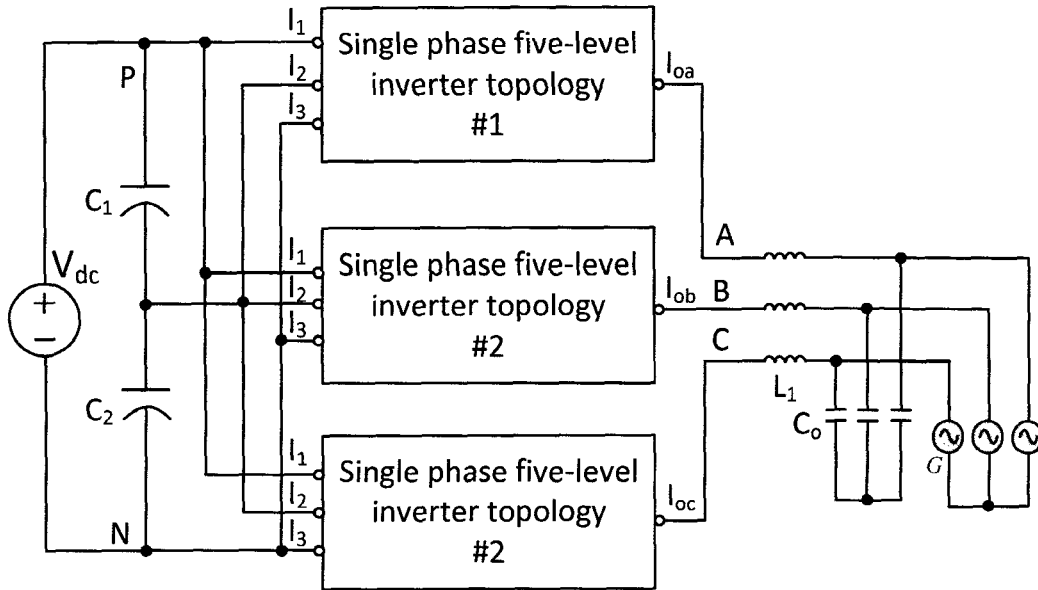 I1
Single phase five-level
inverter topology
#1
I2
I3
Ioa
P
C1
Vdc
I1
Single phase five-level
inverter topology
#2
I2
I3
Iob
A
B
C
L1
Co
G
C2
I1
Single phase five-level
inverter topology
#2
I2
I3
Ioc
N